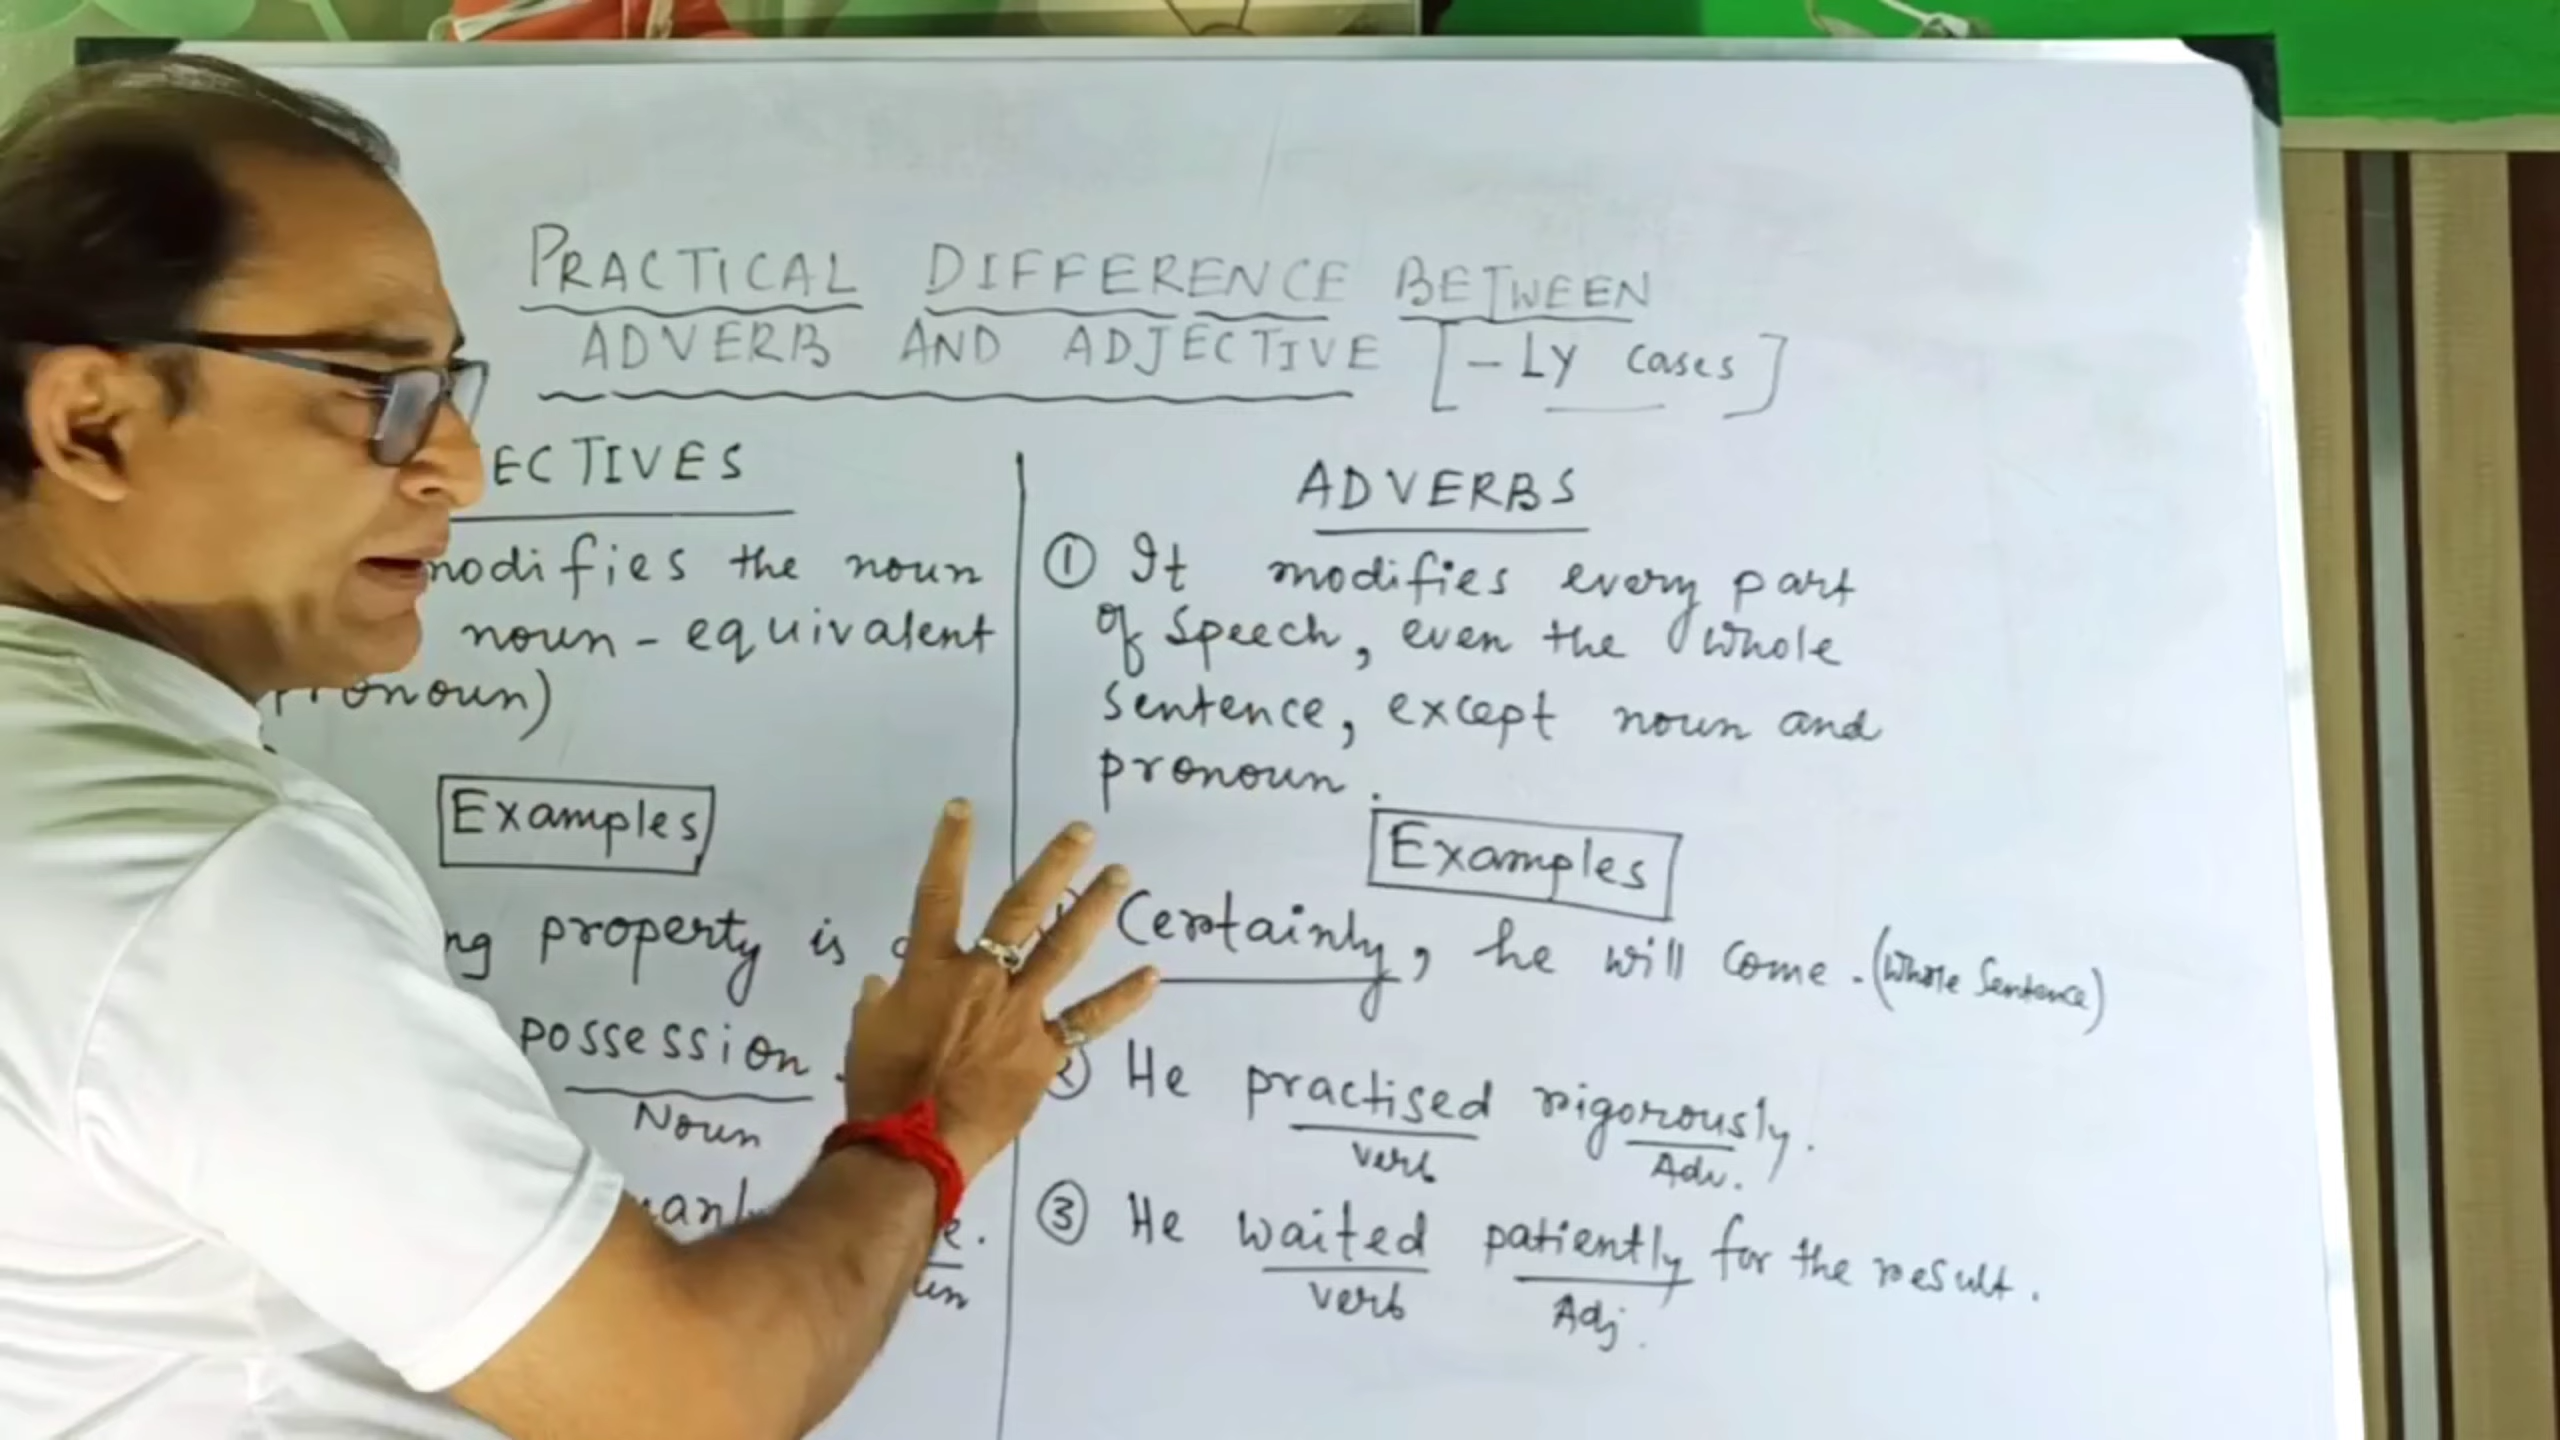 PRACTICAL DIFFERENCE BETWEEN
ADVERB AND ADJECTIVE [-LY cases]
ECTIVES
modifies the noun
noun-equivalent
pronoun)
Examples
ng property is
possession.
Noun
e.
un
ADVERBS
① It modifies every part
of speech, even the whole
sentence, except noun and
pronoun.
Examples
Certainly, he will come. (whole sentence)
② He practised rigorously.
verb Adv.
③ He waited patiently for the result.
verb Adj.